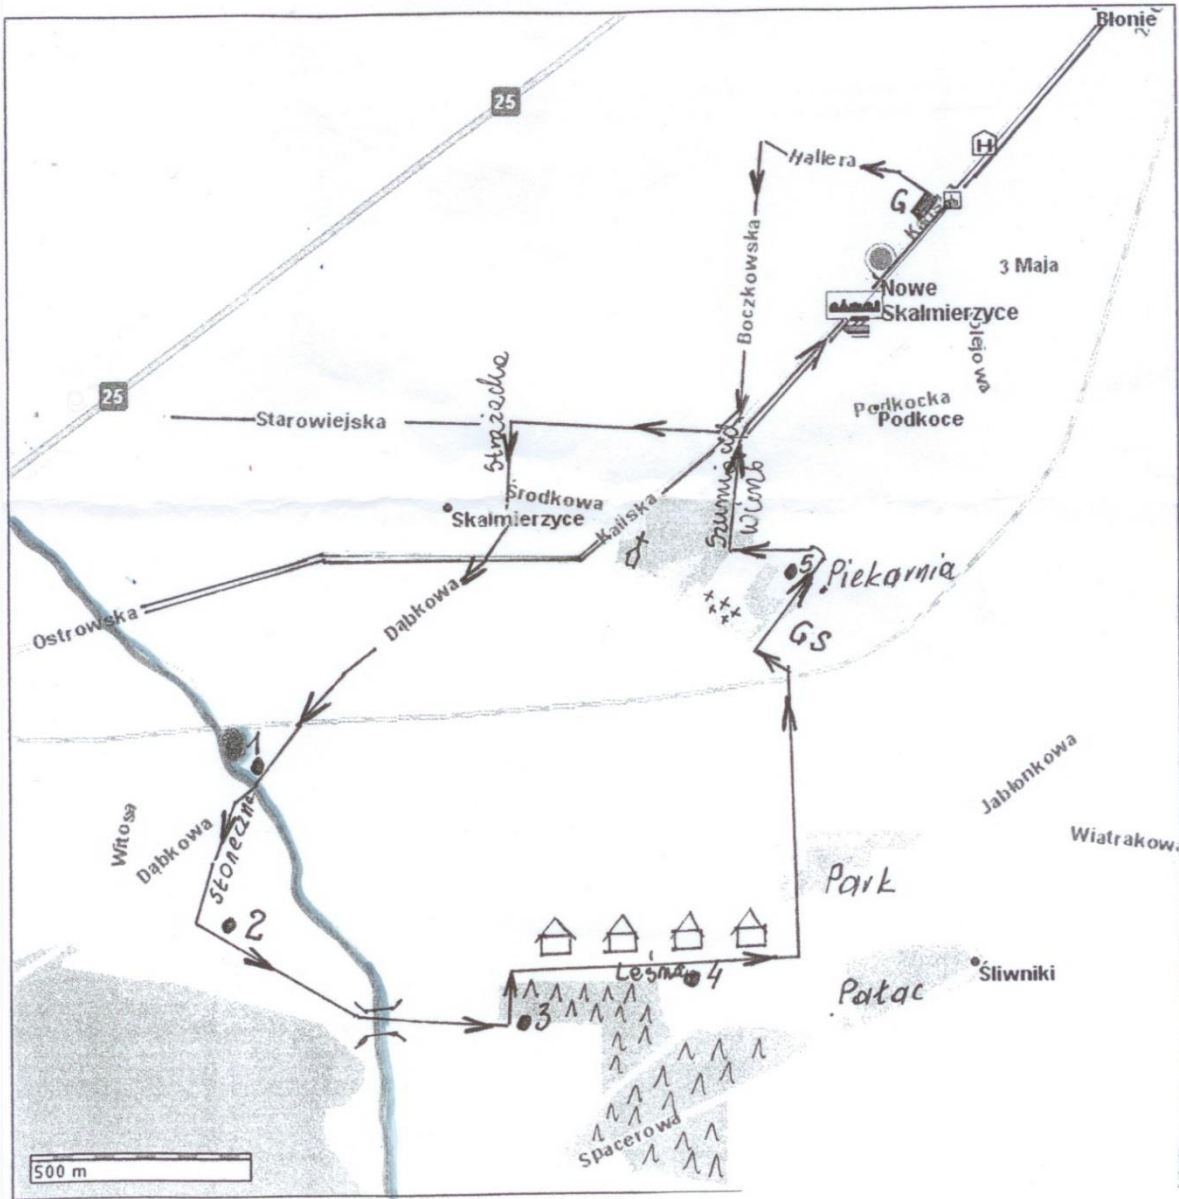 Błonie
25
H
Hallera
G
3 Maja
Nowe
Skalmierzyce
Boczkowska
25
Strażacka
Podkocka
Podkoce
Starowiejska
Środkowa
Skalmierzyce
Kaliska
5
Piekarnia
Dąbkowa
Ostrowska
GS
1
Jabłonkowa
Witosa
Dąbkowa
Słoneczna
Wiatrakowa
Park
2
Leśna
4
Śliwniki
Pałac
3
Spacerowa
500 m